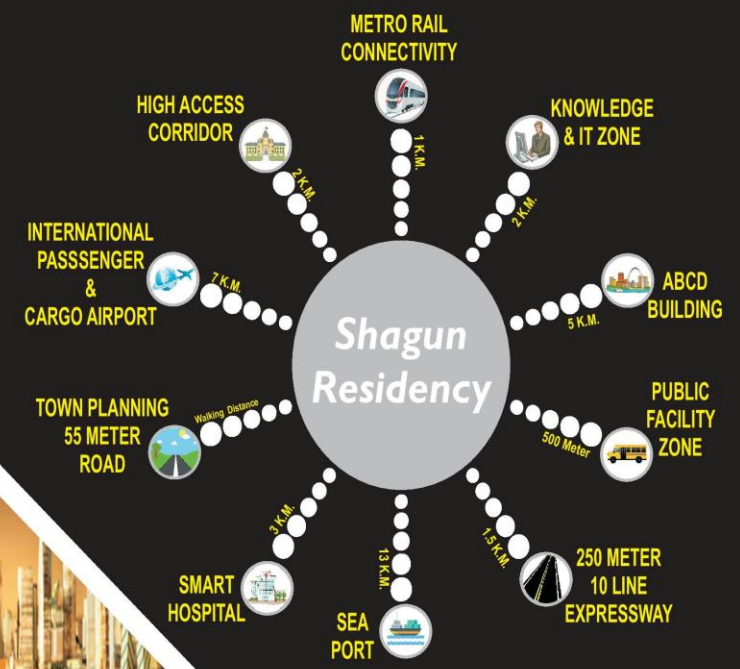 METRO RAIL
CONNECTIVITY
1 K.M.
KNOWLEDGE
& IT ZONE
2 K.M.
ABCD
BUILDING
5 K.M.
PUBLIC
FACILITY
ZONE
500 Meter
250 METER
10 LINE
EXPRESSWAY
1.5 K.M.
SEA
PORT
13 K.M.
SMART
HOSPITAL
3 K.M.
TOWN PLANNING
55 METER
ROAD
Walking Distance
INTERNATIONAL
PASSSENGER
&
CARGO AIRPORT
7 K.M.
HIGH ACCESS
CORRIDOR
2 K.M.
Shagun
Residency